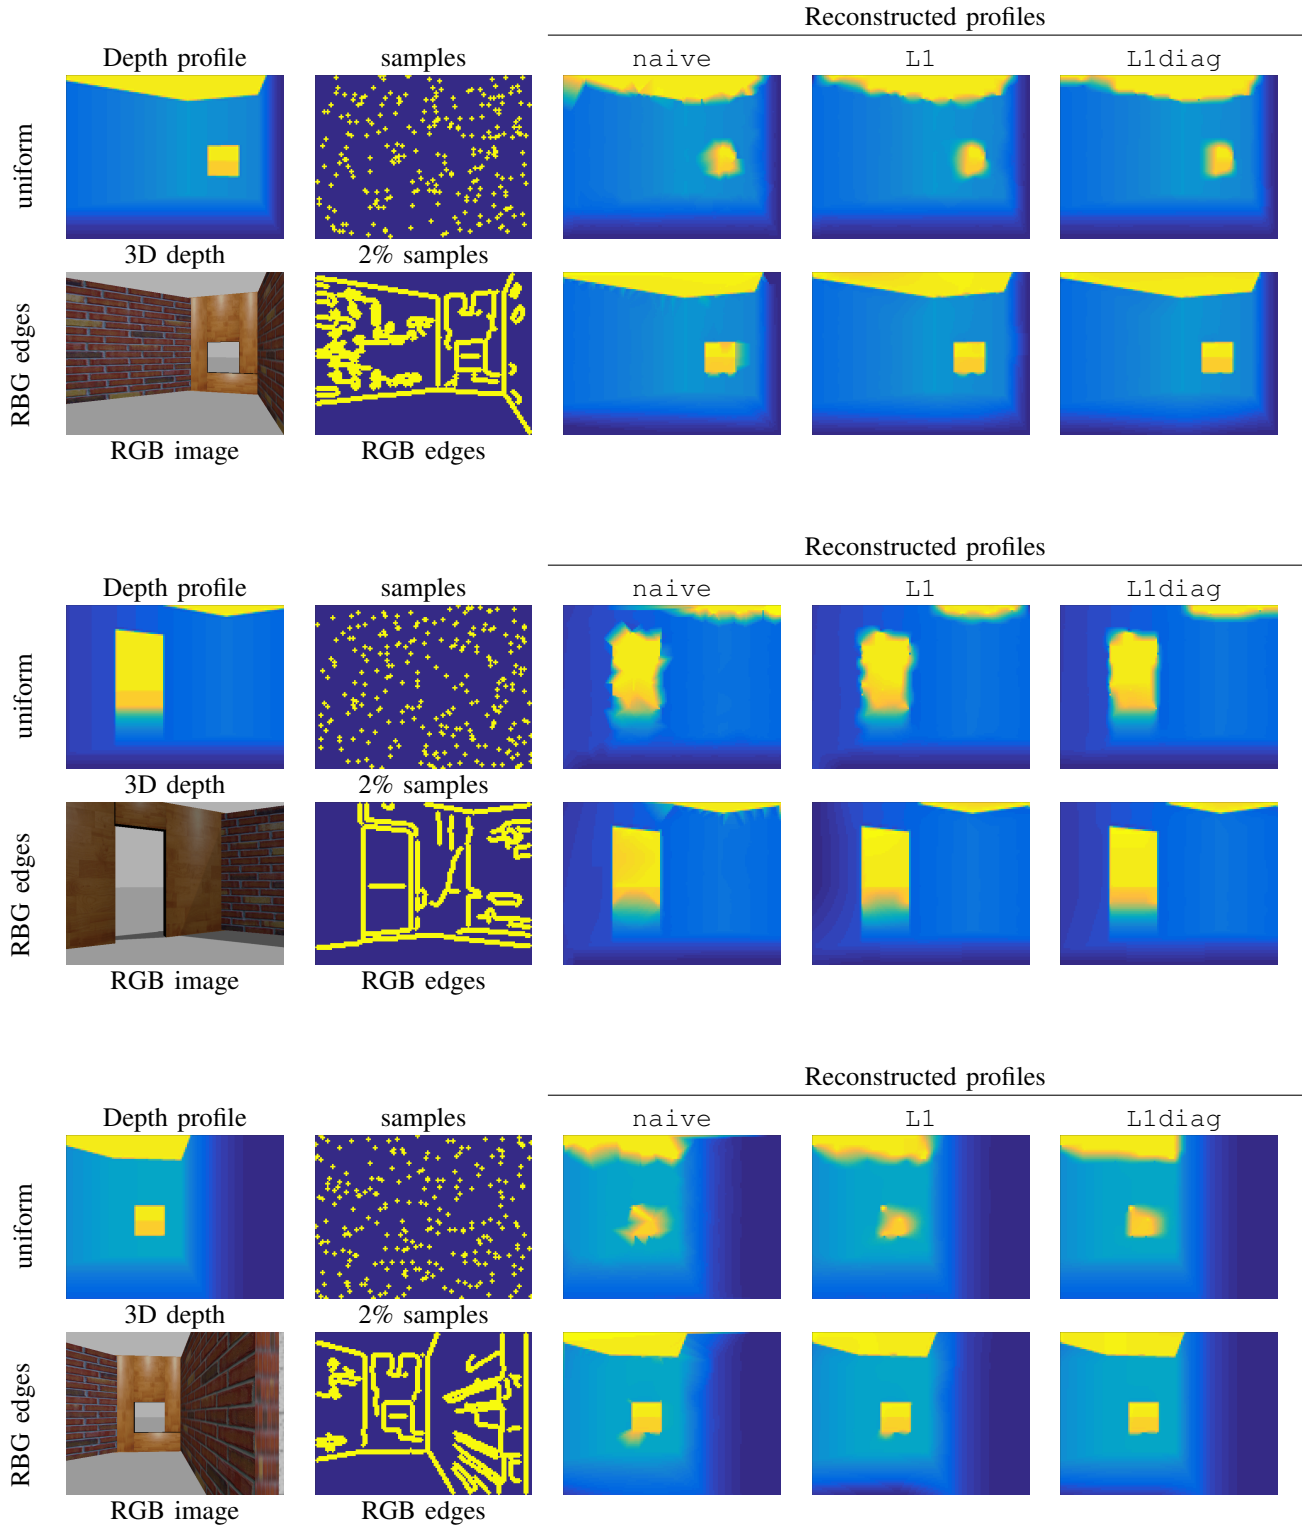 Reconstructed profiles
Depth profile samples naive L1 L1diag
uniform
3D depth 2% samples
RBG edges
RGB image RGB edges
Reconstructed profiles
Depth profile samples naive L1 L1diag
uniform
3D depth 2% samples
RBG edges
RGB image RGB edges
Reconstructed profiles
Depth profile samples naive L1 L1diag
uniform
3D depth 2% samples
RBG edges
RGB image RGB edges